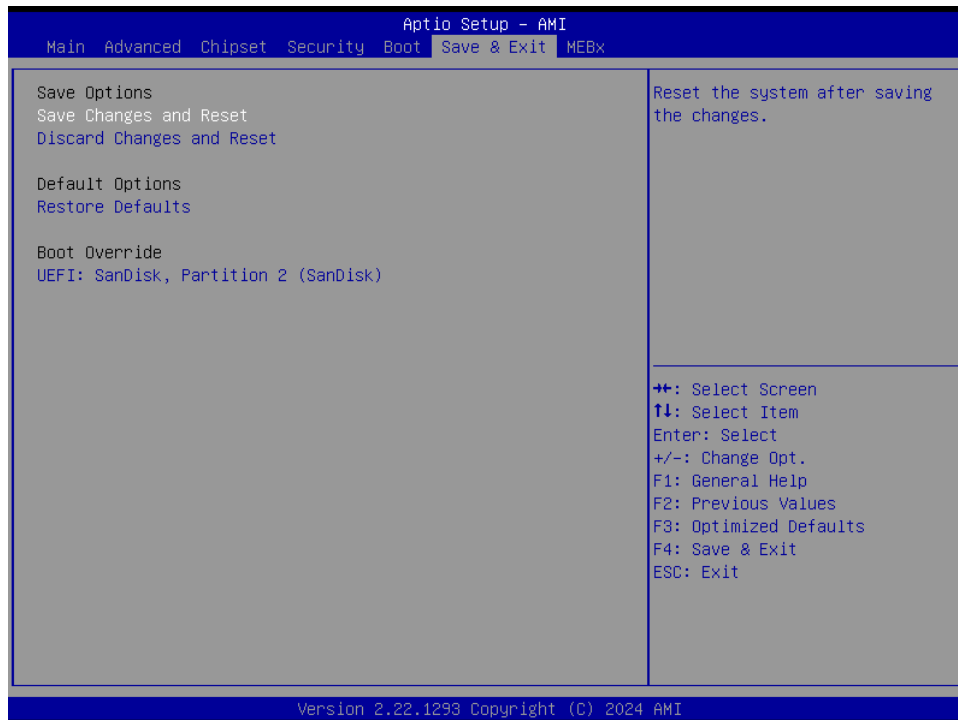 Aptio Setup – AMI
Main Advanced Chipset Security Boot Save & Exit MEBx
Save Options
Save Changes and Reset
Discard Changes and Reset
Default Options
Restore Defaults
Boot Override
UEFI: SanDisk, Partition 2 (SanDisk)
Reset the system after saving
the changes.
→←: Select Screen
↑↓: Select Item
Enter: Select
+/-: Change Opt.
F1: General Help
F2: Previous Values
F3: Optimized Defaults
F4: Save & Exit
ESC: Exit
Version 2.22.1293 Copyright (C) 2024 AMI